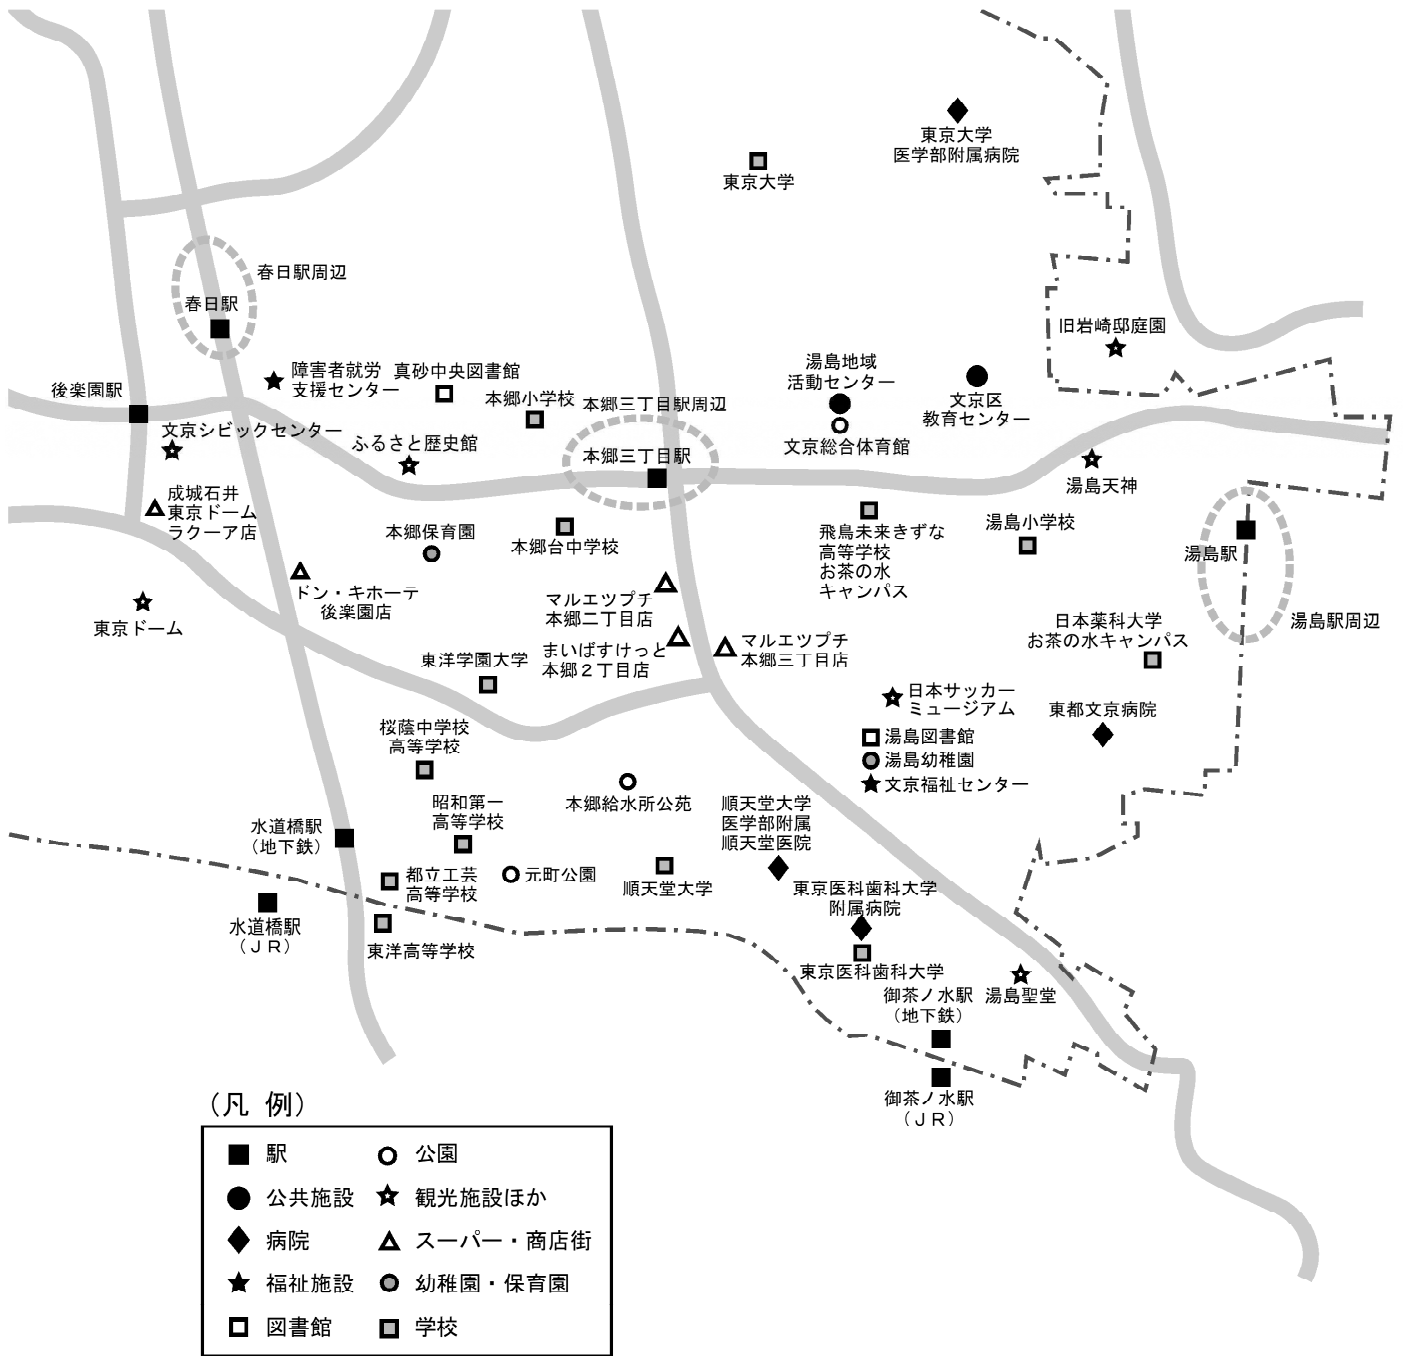 東京大学
医学部附属病院
東京大学
春日駅周辺
春日駅
旧岩崎邸庭園
後楽園駅
障害者就労
支援センター
真砂中央図書館
本郷小学校
本郷三丁目駅周辺
湯島地域
活動センター
文京総合体育館
文京区
教育センター
文京シビックセンター
ふるさと歴史館
本郷三丁目駅
湯島天神
成城石井
東京ドーム
ラクーア店
本郷保育園
本郷台中学校
飛鳥未来きずな
高等学校
お茶の水
キャンパス
湯島小学校
湯島駅
湯島駅周辺
東京ドーム
ドン・キホーテ
後楽園店
マルエツプチ
本郷二丁目店
まいばすけっと
本郷２丁目店
マルエツプチ
本郷三丁目店
日本薬科大学
お茶の水キャンパス
東洋学園大学
日本サッカー
ミュージアム
東都文京病院
湯島図書館
湯島幼稚園
文京福祉センター
桜蔭中学校
高等学校
昭和第一
高等学校
本郷給水所公苑
順天堂大学
医学部附属
順天堂医院
水道橋駅
（地下鉄）
都立工芸
高等学校
元町公園
順天堂大学
東京医科歯科大学
附属病院
水道橋駅
（ＪＲ）
東洋高等学校
東京医科歯科大学
御茶ノ水駅
（地下鉄）
湯島聖堂
御茶ノ水駅
（ＪＲ）
（凡 例）
駅
公園
公共施設
観光施設ほか
病院
スーパー・商店街
福祉施設
幼稚園・保育園
図書館
学校